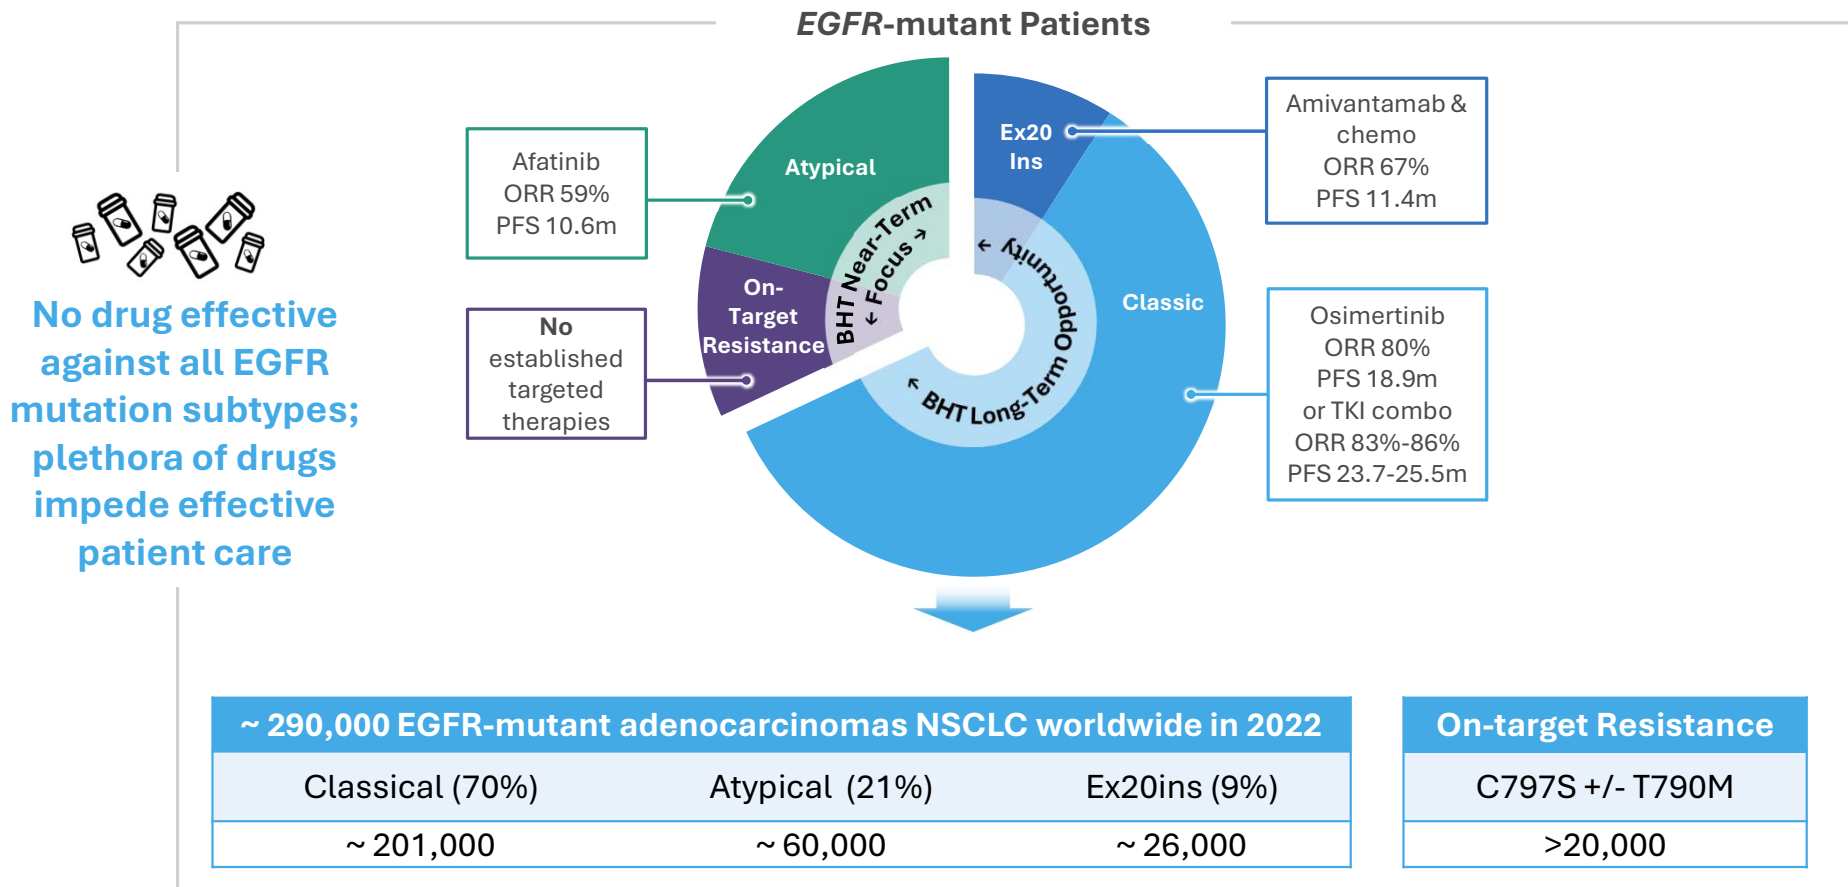 EGFR-mutant Patients
No drug effective
against all EGFR
mutation subtypes;
plethora of drugs
impede effective
patient care
Afatinib
ORR 59%
PFS 10.6m
No
established
targeted
therapies
Atypical
On-
Target
Resistance
BHT Near-Term
← Focus →
Ex20
Ins
Classic
← BHT Long-Term Opportunity →
Amivantamab &
chemo
ORR 67%
PFS 11.4m
Osimertinib
ORR 80%
PFS 18.9m
or TKI combo
ORR 83%-86%
PFS 23.7-25.5m
~ 290,000 EGFR-mutant adenocarcinomas NSCLC worldwide in 2022
Classical (70%) Atypical (21%) Ex20ins (9%)
~ 201,000 ~ 60,000 ~ 26,000
On-target Resistance
C797S +/- T790M
>20,000